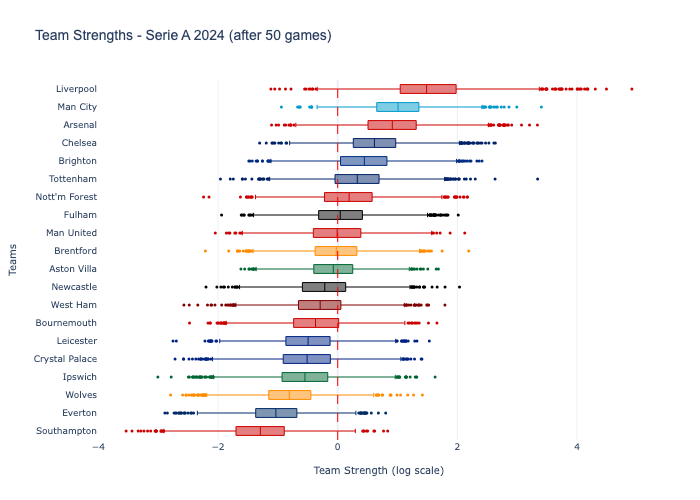 Team Strengths - Serie A 2024 (after 50 games)
Liverpool
Man City
Arsenal
Chelsea
Brighton
Tottenham
Nott'm Forest
Fulham
Man United
Brentford
Aston Villa
Newcastle
West Ham
Bournemouth
Leicester
Crystal Palace
Ipswich
Wolves
Everton
Southampton
Teams
−4 −2 0 2 4
Team Strength (log scale)